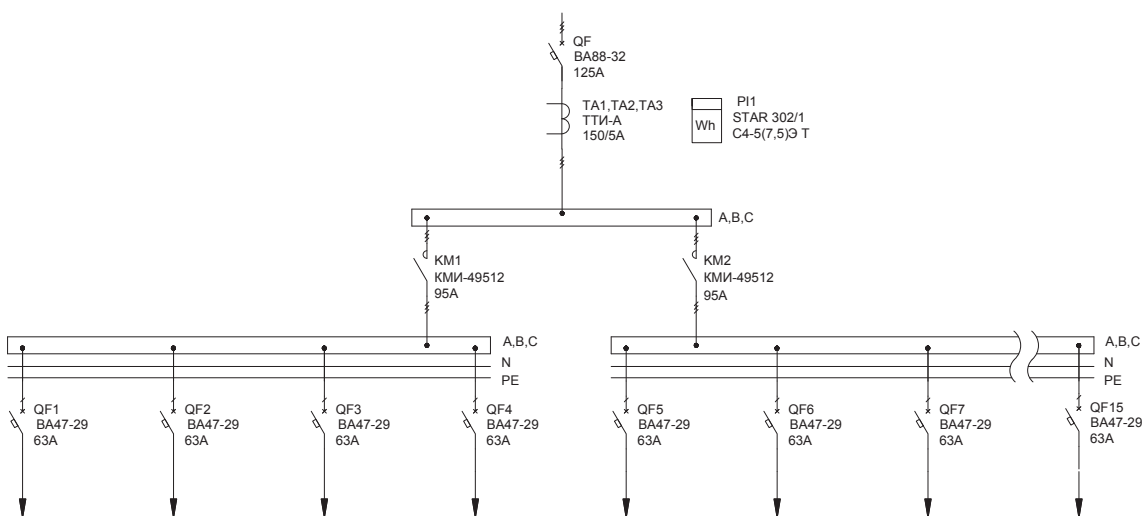 QF
ВА88-32
125А
ТА1,ТА2,ТА3
ТТИ-А
150/5А
Wh
PI1
STAR 302/1
С4-5(7,5)Э Т
А,В,С
КМ1
КМИ-49512
95А
КМ2
КМИ-49512
95А
А,В,С
N
PE
А,В,С
N
PE
QF1
ВА47-29
63А
QF2
ВА47-29
63А
QF3
ВА47-29
63А
QF4
ВА47-29
63А
QF5
ВА47-29
63А
QF6
ВА47-29
63А
QF7
ВА47-29
63А
QF15
ВА47-29
63А